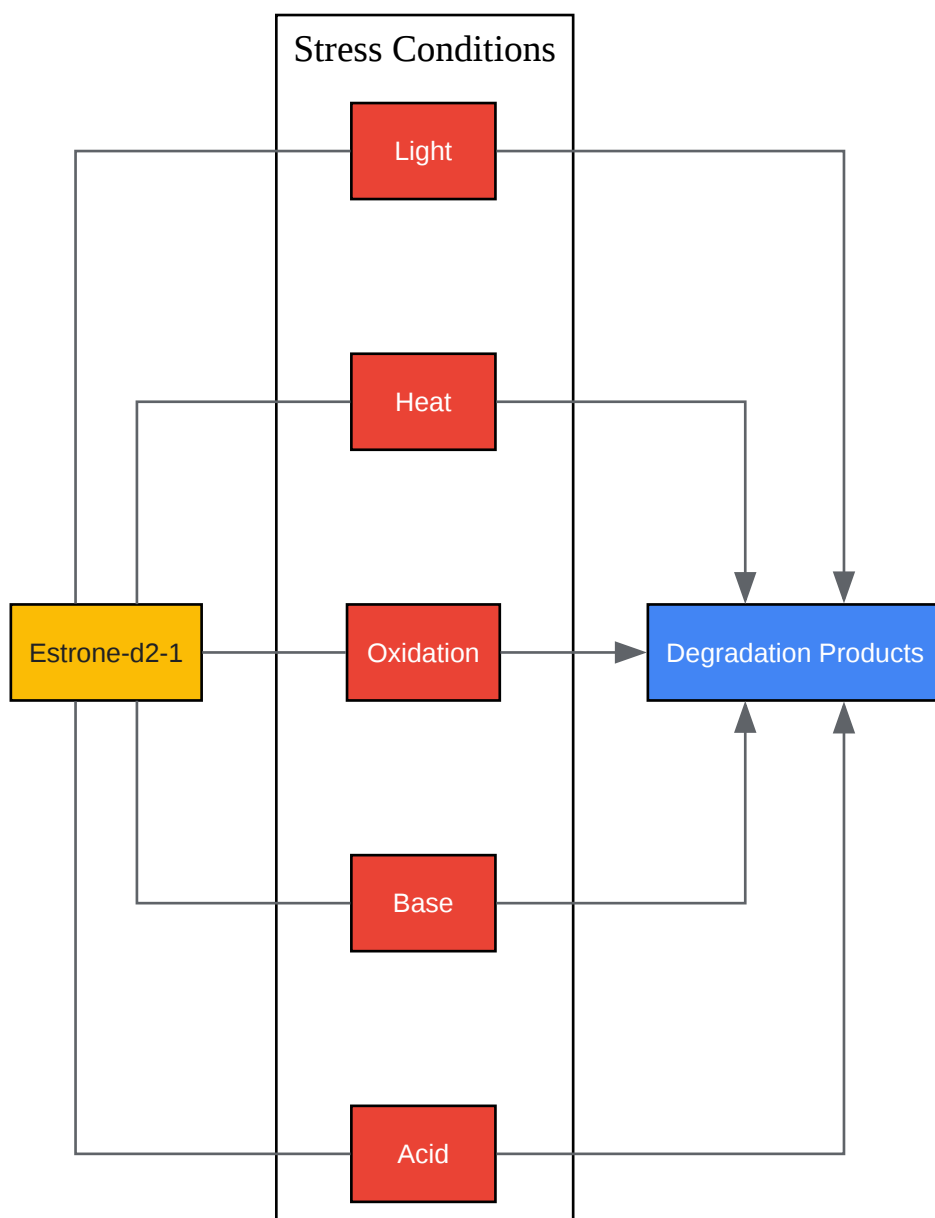 Stress Conditions
Light
Heat
Estrone-d2-1
Oxidation
Degradation Products
Base
Acid